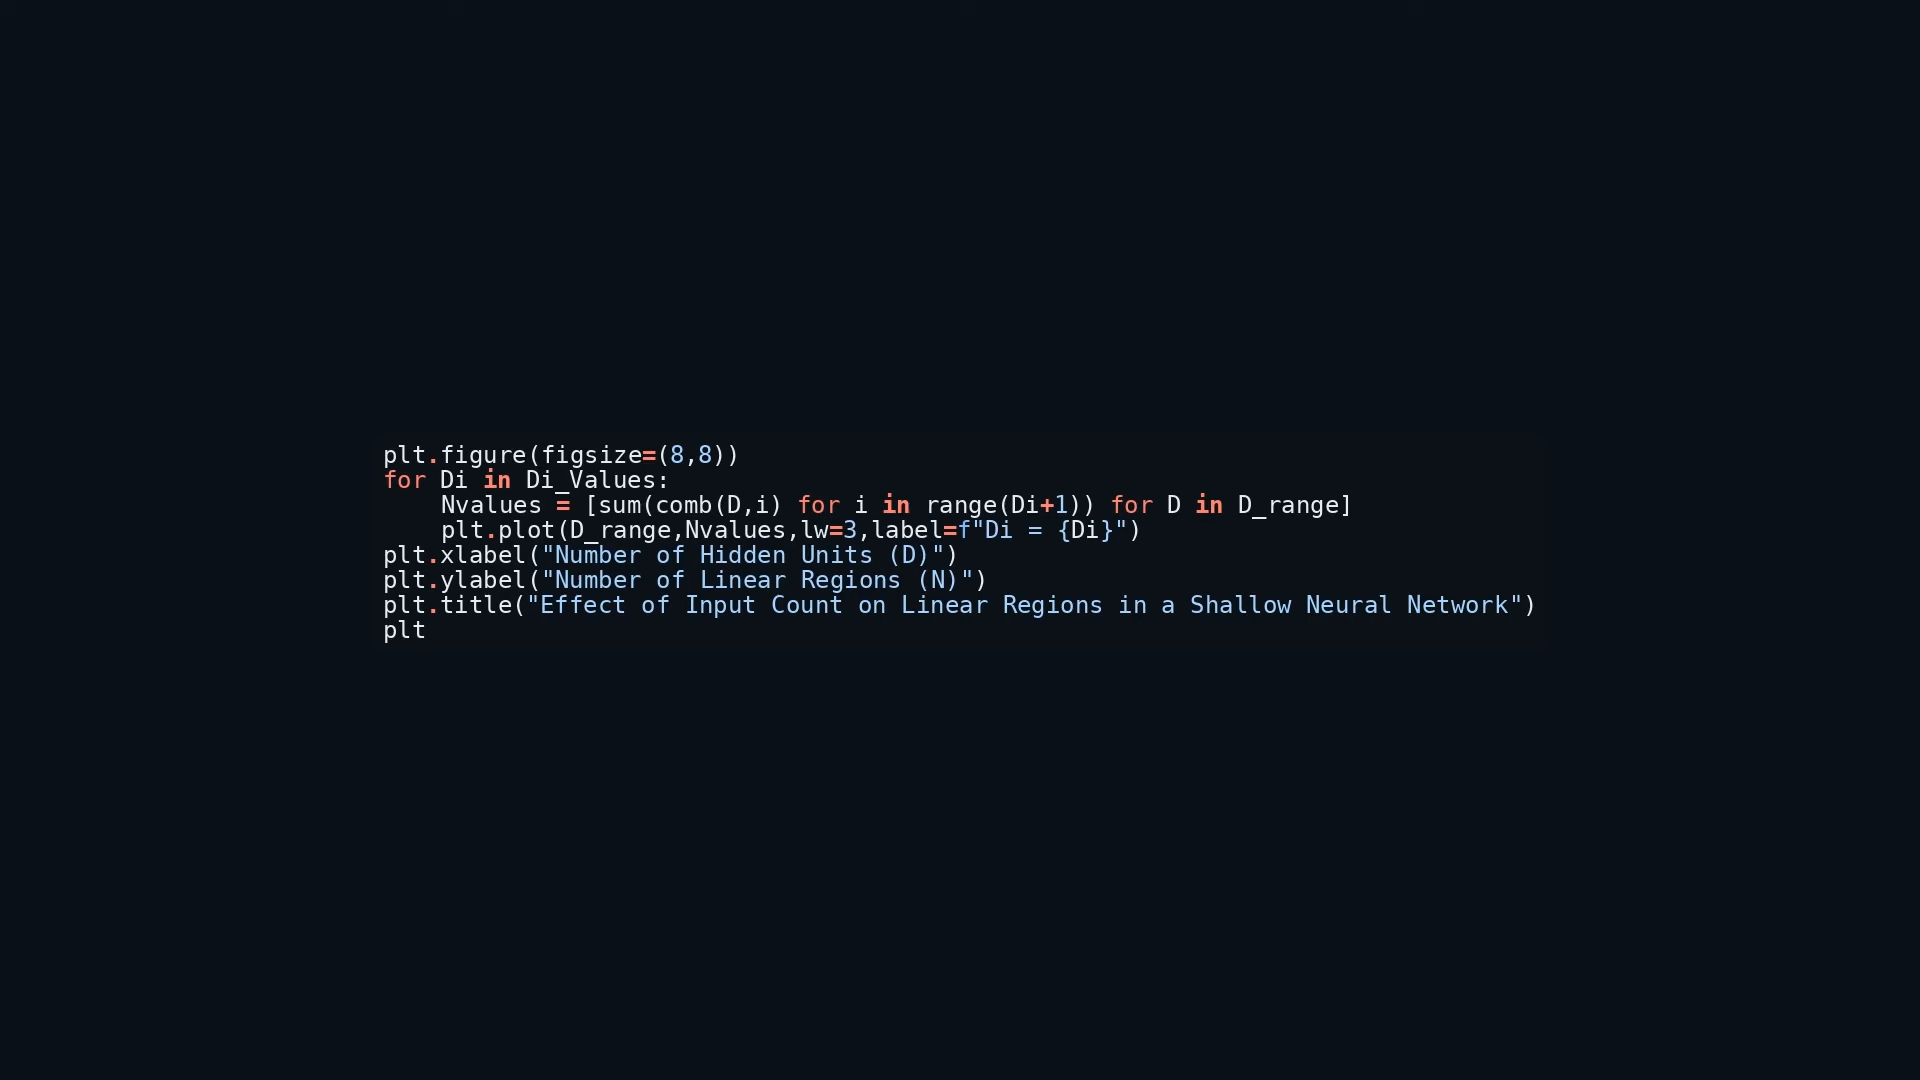 plt.figure(figsize=(8,8))
for Di in Di_Values:
    Nvalues = [sum(comb(D,i) for i in range(Di+1)) for D in D_range]
    plt.plot(D_range,Nvalues,lw=3,label=f"Di = {Di}")
plt.xlabel("Number of Hidden Units (D)")
plt.ylabel("Number of Linear Regions (N)")
plt.title("Effect of Input Count on Linear Regions in a Shallow Neural Network")
plt